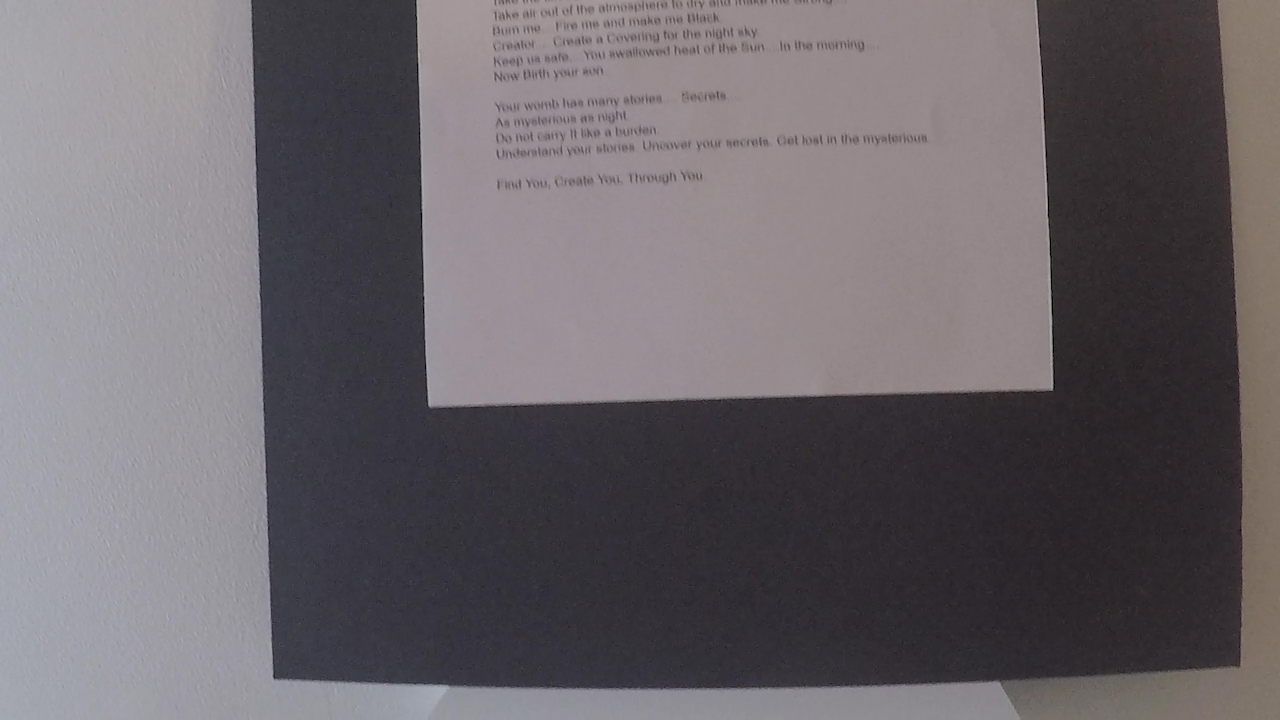 Take air out of the atmosphere to dry and make me strong...
Burn me... Fire me and make me Black.
Creator... Create a Covering for the night sky.
Keep us safe... You swallowed heat of the Sun... In the morning...
Now Birth your son.
Your womb has many stories... Secrets...
As mysterious as night.
Do not carry it like a burden.
Understand your stories. Uncover your secrets. Get lost in the mysterious.
Find You, Create You, Through You.